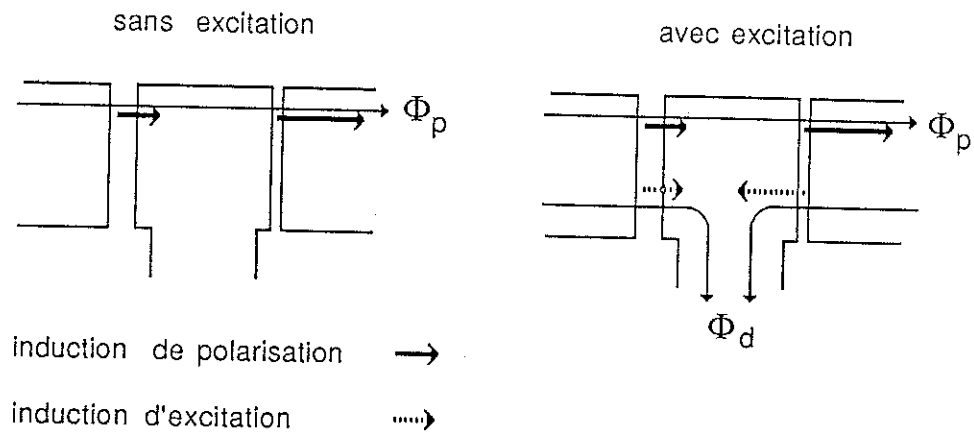 sans excitation
avec excitation
Φp
Φp
Φd
induction de polarisation
induction d'excitation